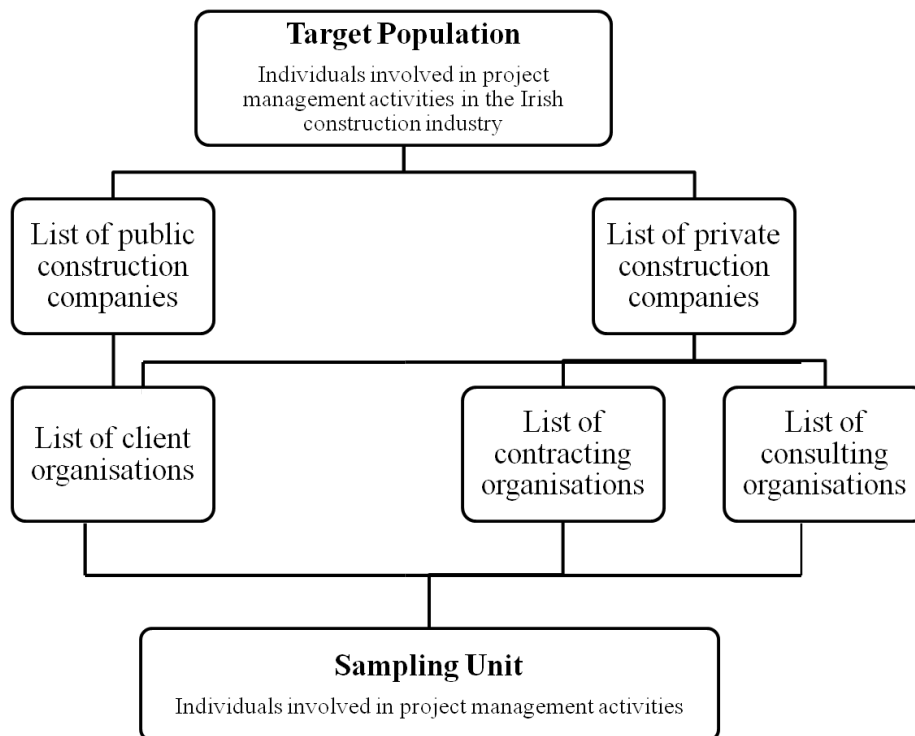 Target Population
Individuals involved in project
management activities in the Irish
construction industry
List of public
construction
companies
List of private
construction
companies
List of client
organisations
List of
contracting
organisations
List of
consulting
organisations
Sampling Unit
Individuals involved in project management activities